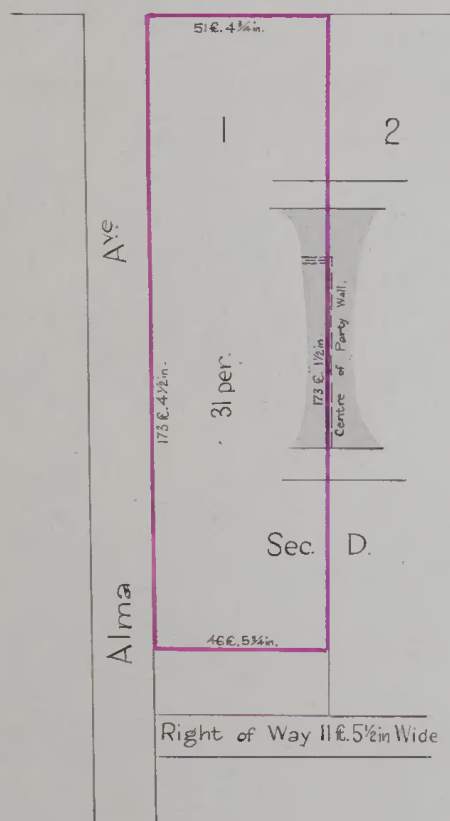 51 ft. 4¾ in.
1
2
Alma Ave
173 ft. 4½ in.
31 per.
173 ft. 1½ in.
Centre of Party Wall.
Sec. D.
46 ft. 5¾ in.
Right of Way 11 ft. 5½ in Wide